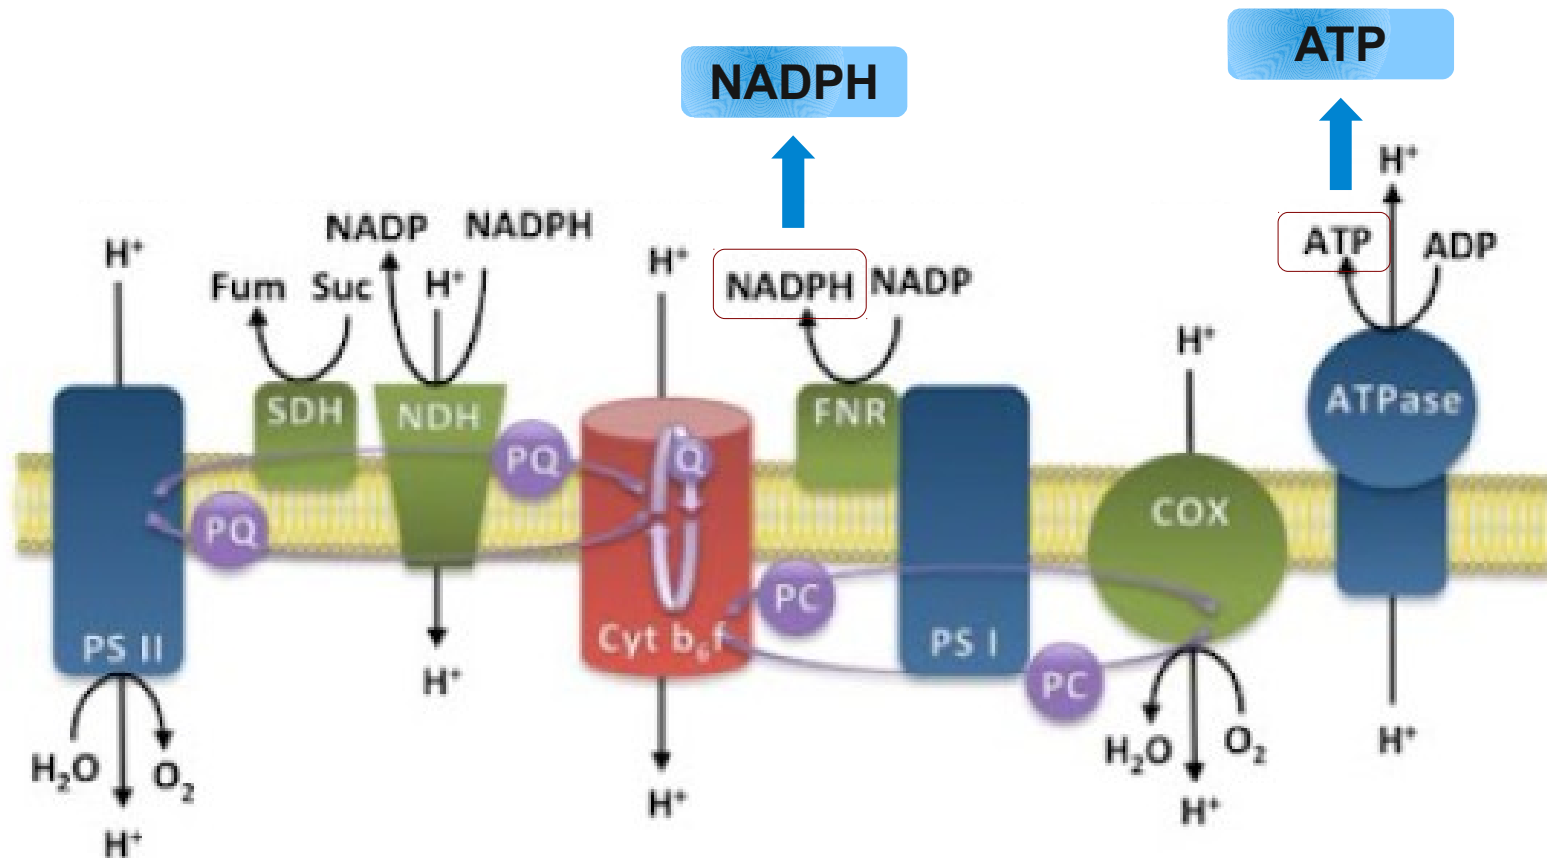 ATP
NADPH
H⁺
NADP NADPH
H⁺
Fum Suc H⁺
H⁺
NADPH NADP
ATP ADP
H⁺
SDH NDH
FNR
ATPase
PQ
Q
PQ
COX
PC
PS II
Cyt b₆f
PS I
PC
H⁺
H₂O O₂
H⁺
H⁺
H₂O O₂
H⁺
H⁺